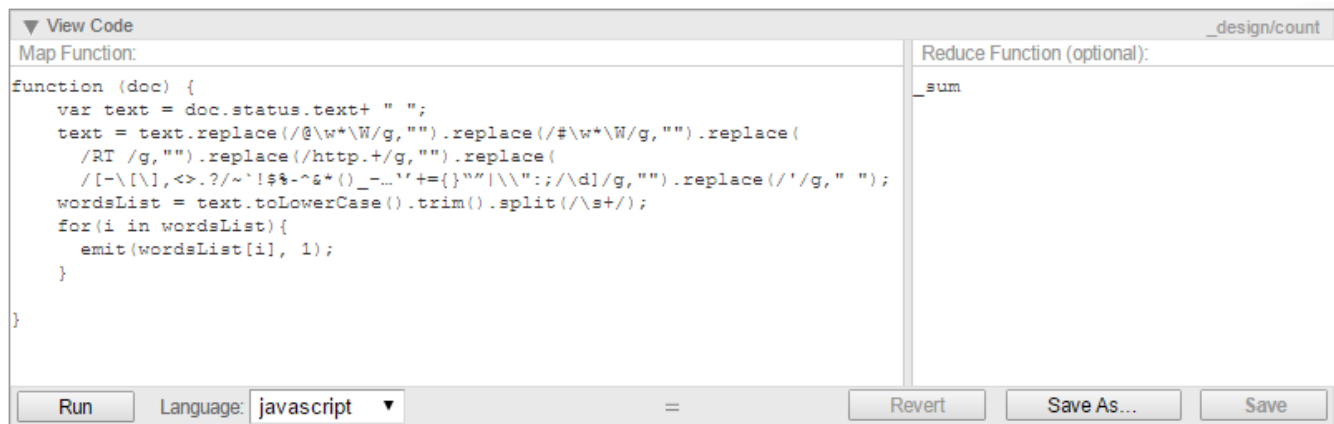 ▼ View Code
_design/count
Map Function:
Reduce Function (optional):
function (doc) {
    var text = doc.status.text+ " ";
    text = text.replace(/@\w*\W/g,"").replace(/#\w*\W/g,"").replace(
      /RT /g,"").replace(/http.+/g,"").replace(
      /[-\[\],<>.?/~`!$%-^&*()_-…‘’+={}“”|\\":;/\d]/g,"").replace(/'/g," ");
    wordsList = text.toLowerCase().trim().split(/\s+/);
    for(i in wordsList){
      emit(wordsList[i], 1);
    }
}
_sum
Run
Language:
javascript ▼
=
Revert
Save As...
Save